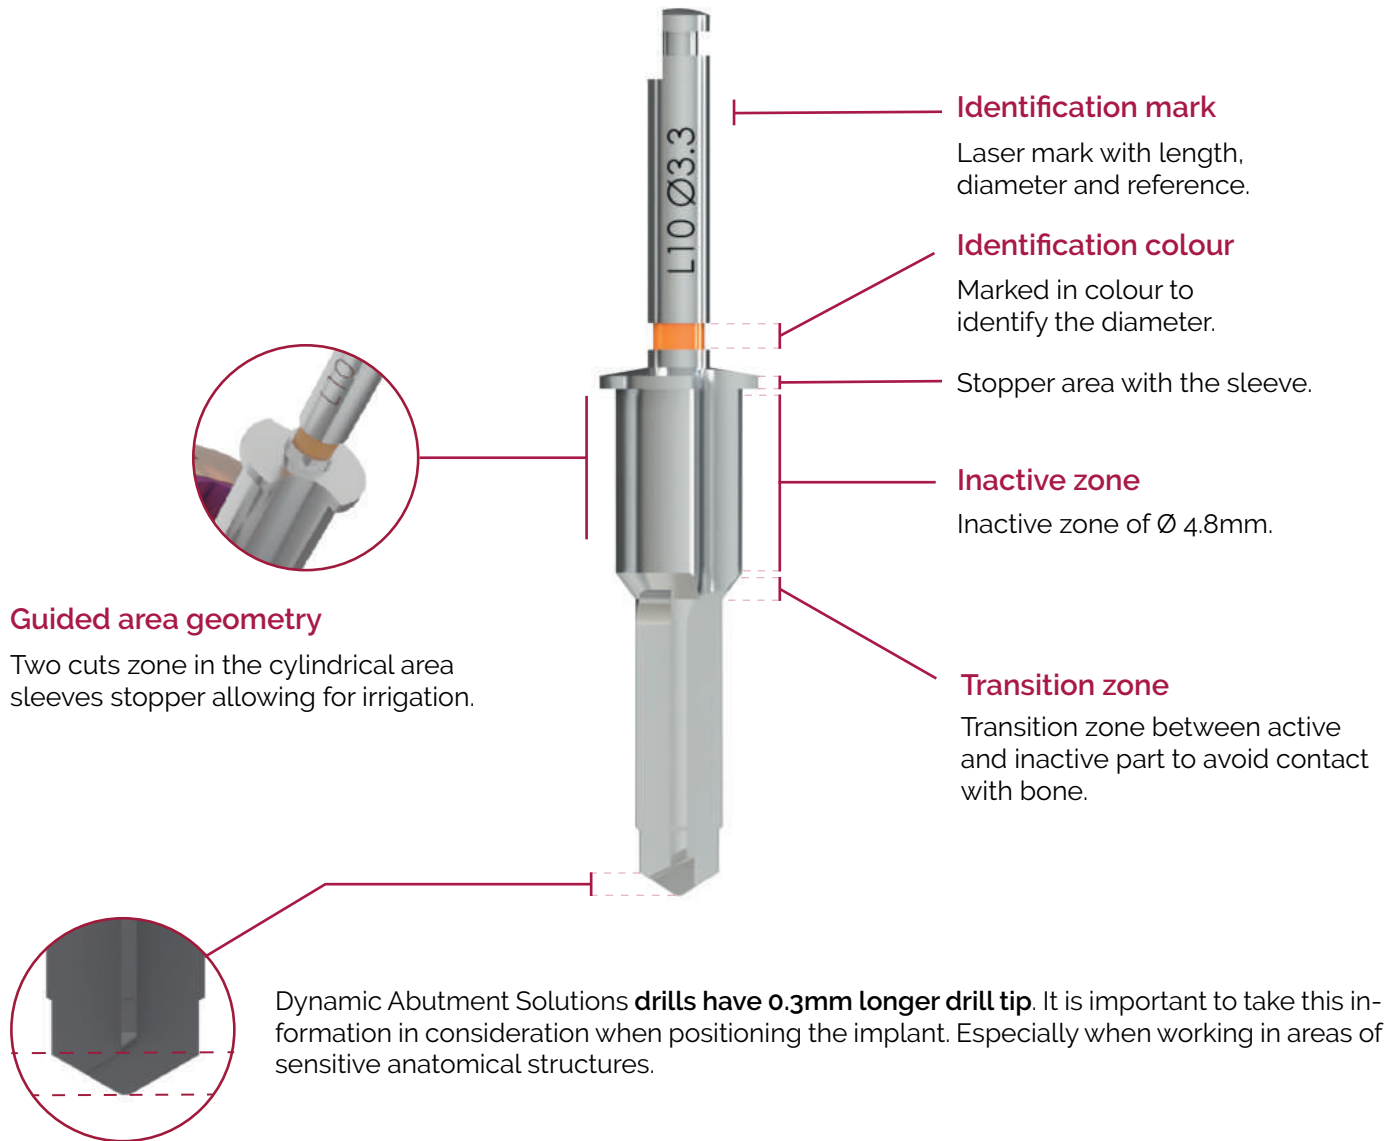 L10 Ø3.3
Identification mark
Laser mark with length,
diameter and reference.
Identification colour
Marked in colour to
identify the diameter.
Stopper area with the sleeve.
L10
Inactive zone
Inactive zone of Ø 4.8mm.
Guided area geometry
Two cuts zone in the cylindrical area
sleeves stopper allowing for irrigation.
Transition zone
Transition zone between active
and inactive part to avoid contact
with bone.
Dynamic Abutment Solutions drills have 0.3mm longer drill tip. It is important to take this in-
formation in consideration when positioning the implant. Especially when working in areas of
sensitive anatomical structures.